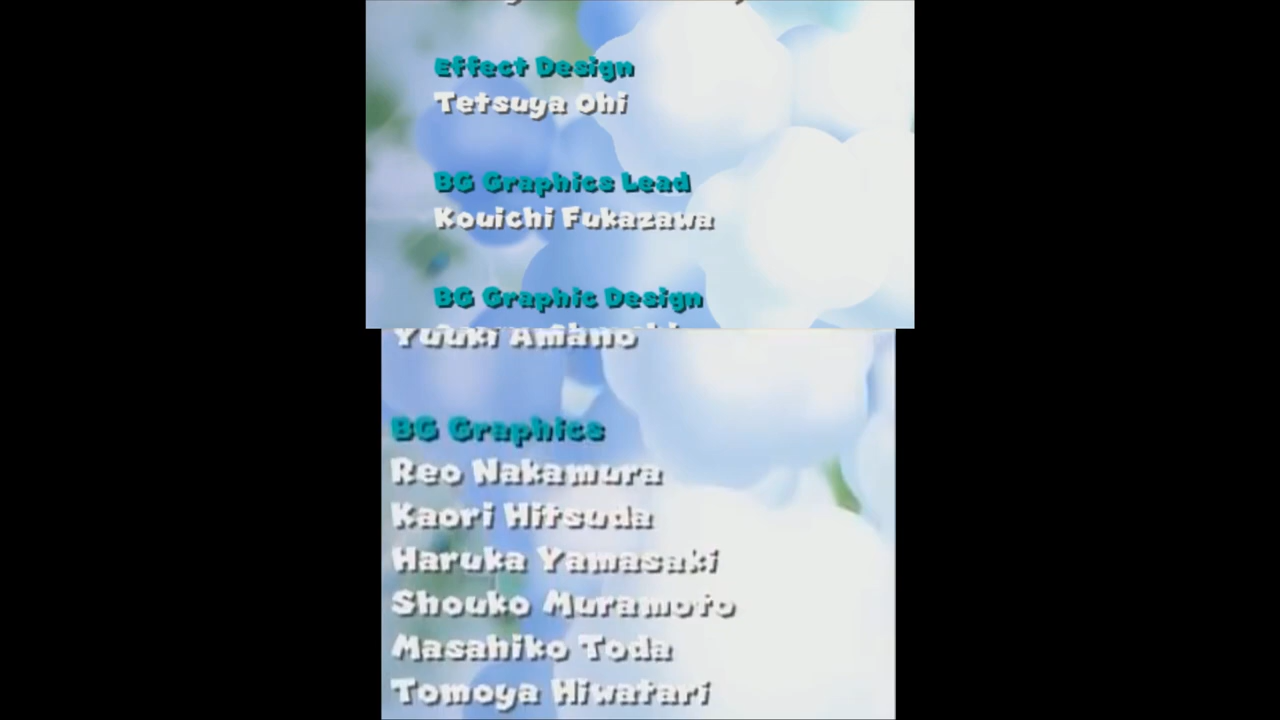 Effect Design
Tetsuya Ohi
BG Graphics Lead
Kouichi Fukazawa
BG Graphic Design
Yuuki Amano
BG Graphics
Reo Nakamura
Kaori Hitsuda
Haruka Yamasaki
Shouko Muramoto
Masahiko Toda
Tomoya Hiwatari